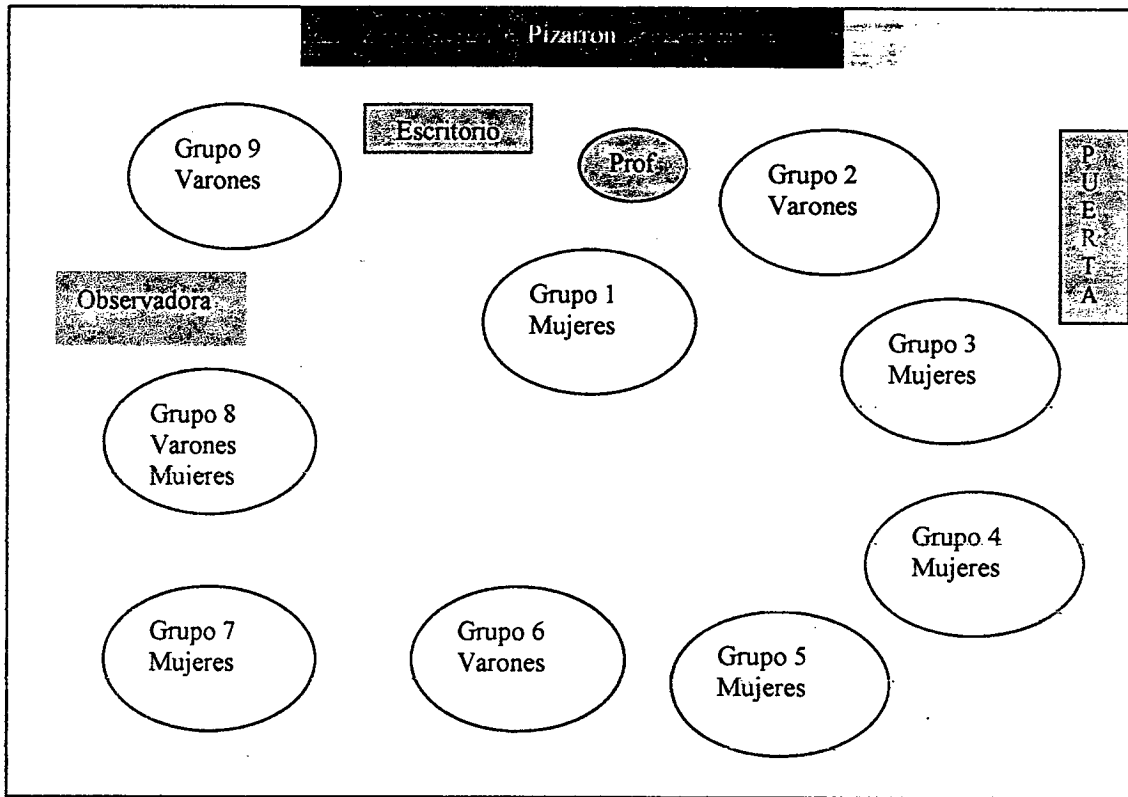 Pizarron
Escritorio
Prof.
Grupo 9
Varones
Grupo 2
Varones
PUERTA
Observadora
Grupo 1
Mujeres
Grupo 3
Mujeres
Grupo 8
Varones
Mujeres
Grupo 4
Mujeres
Grupo 7
Mujeres
Grupo 6
Varones
Grupo 5
Mujeres